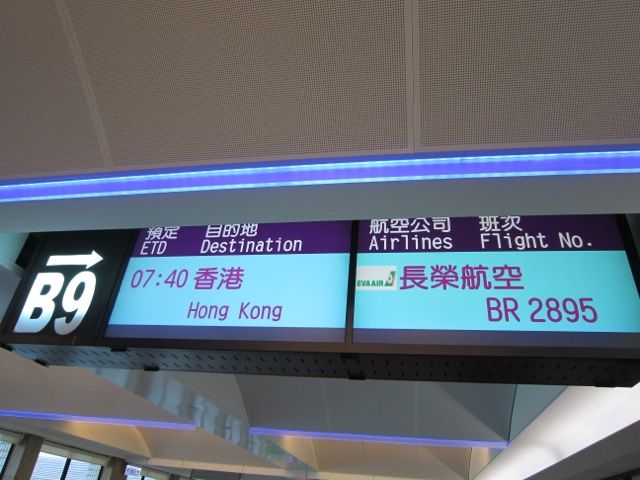 B9
預定 目的地
ETD Destination
07:40 香港
Hong Kong
航空公司 班次
Airlines Flight No.
EVA AIR 長榮航空
BR 2895